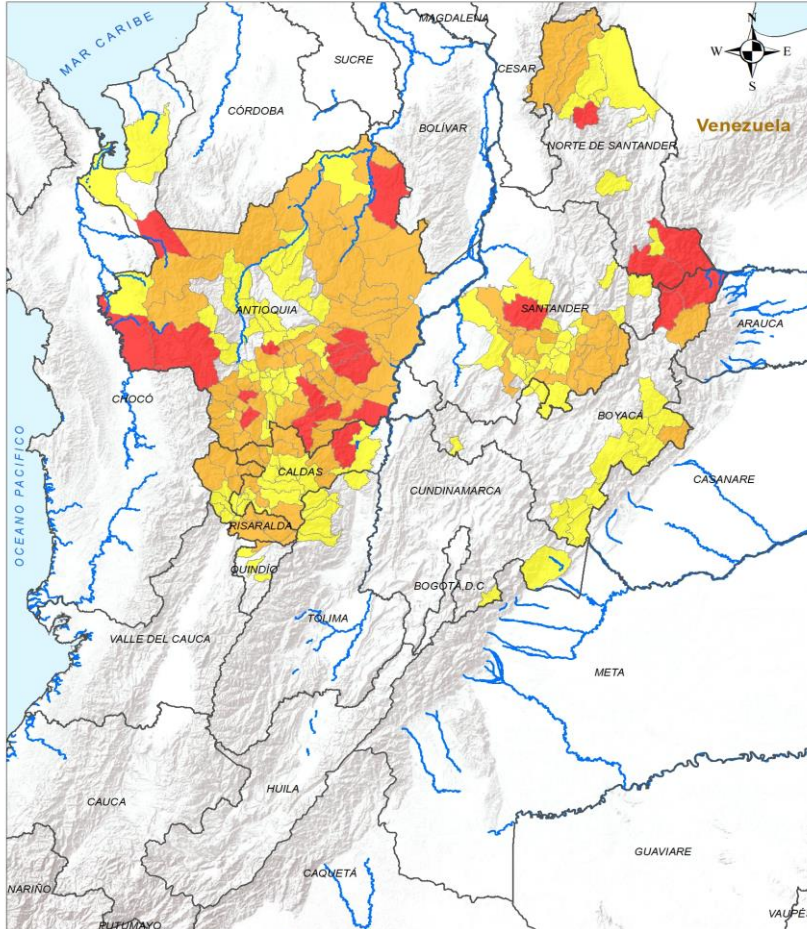 MAGDALENA
MAR CARIBE
SUCRE
N
W E
S
CESAR
CÓRDOBA
BOLÍVAR
Venezuela
NORTE DE SANTANDER
ANTIOQUIA
SANTANDER
ARAUCA
CHOCÓ
BOYACÁ
OCEANO PACIFICO
CALDAS
CASANARE
CUNDINAMARCA
RISARALDA
QUINDÍO
BOGOTÁ, D.C
TOLIMA
VALLE DEL CAUCA
META
HUILA
CAUCA
GUAVIARE
CAQUETÁ
NARIÑO
VAUPÉS
PUTUMAYO